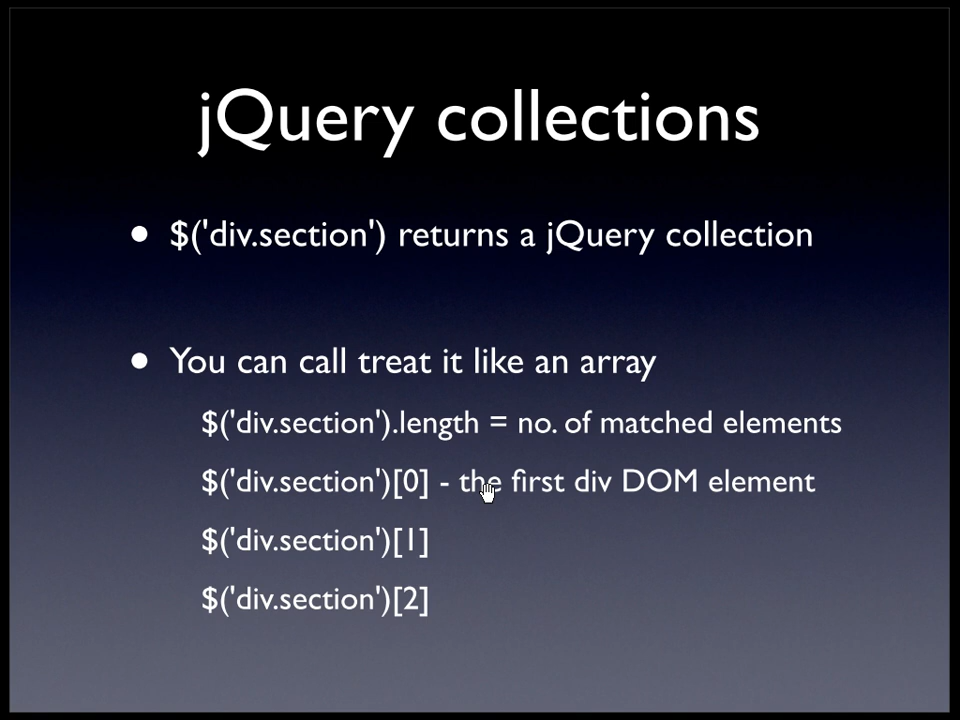 jQuery collections
• $('div.section') returns a jQuery collection
• You can call treat it like an array
$('div.section').length = no. of matched elements
$('div.section')[0] - the first div DOM element
$('div.section')[1]
$('div.section')[2]